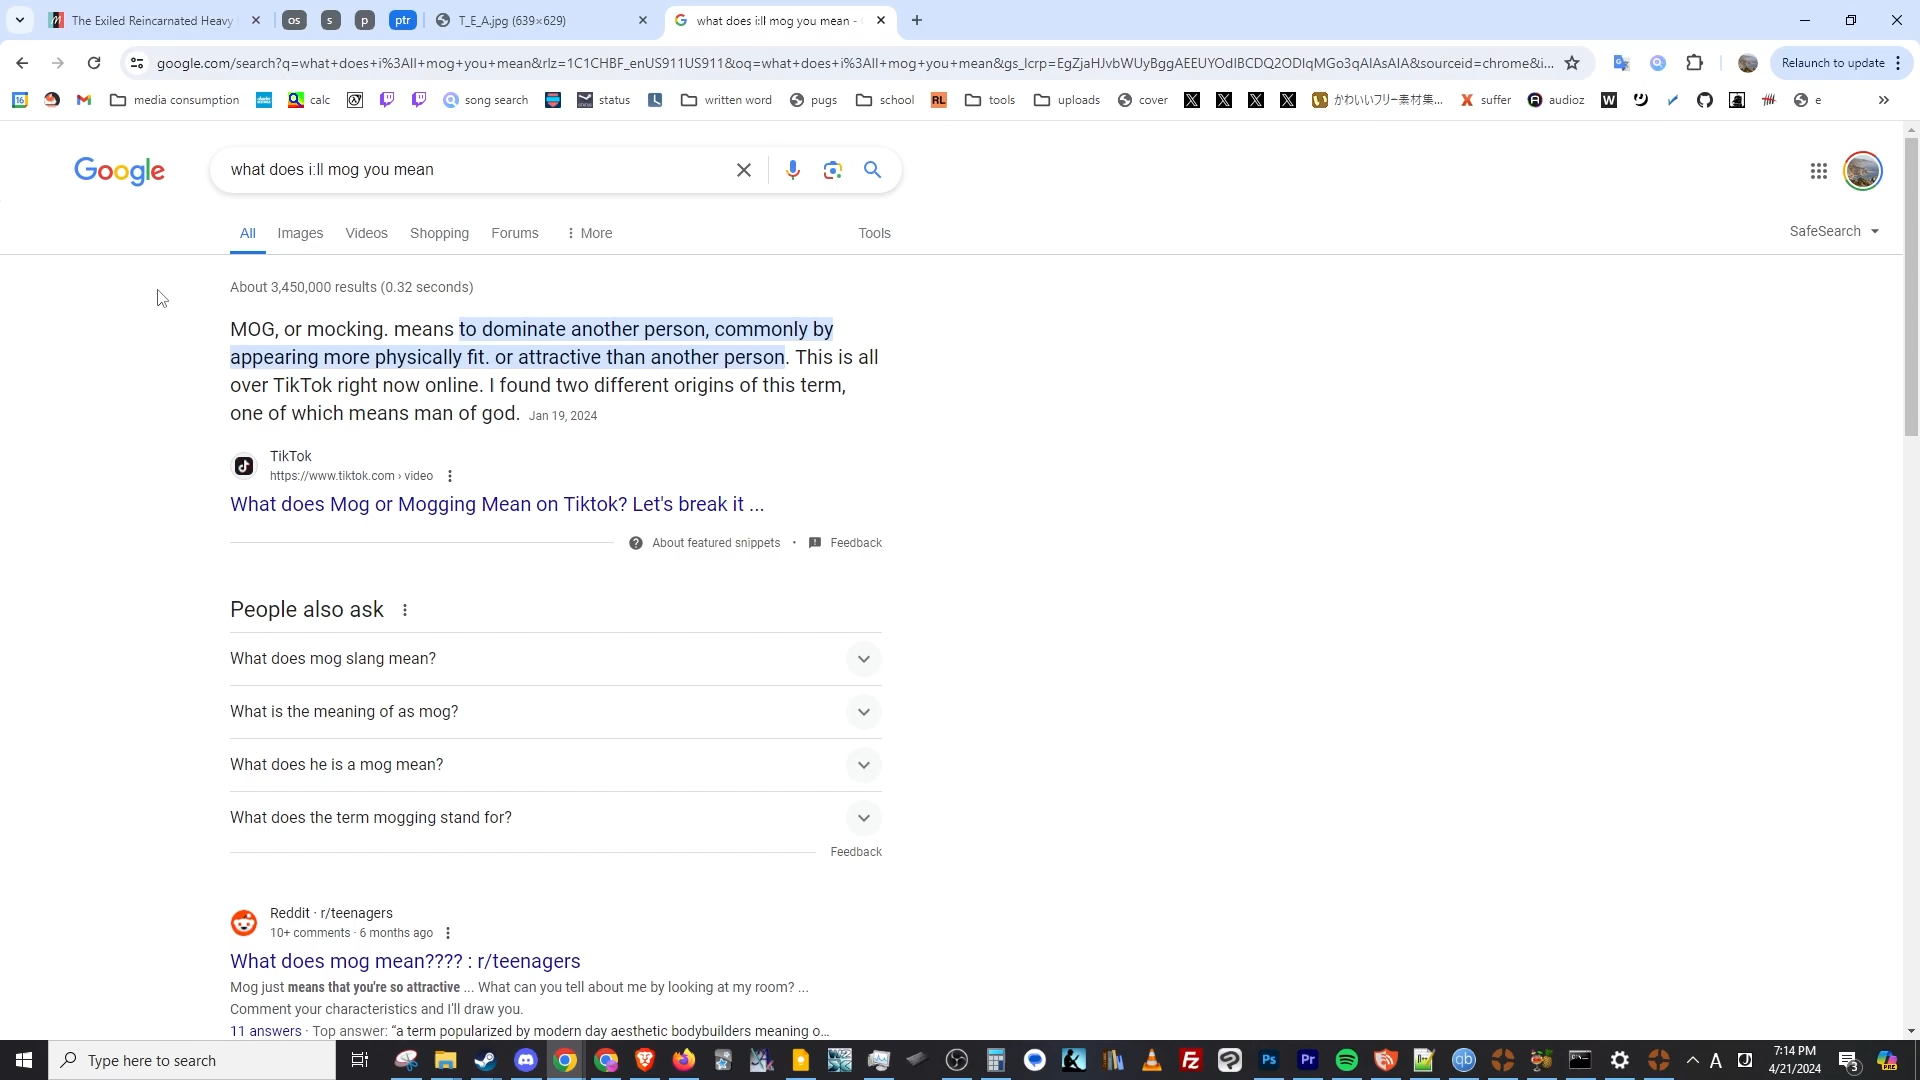 The Exiled Reincarnated Heavy
os
s
p
ptr
T_E_A.jpg (639×629)
what does i:ll mog you mean -
google.com/search?q=what+does+i%3All+mog+you+mean&rlz=1C1CHBF_enUS911US911&oq=what+does+i%3All+mog+you+mean&gs_lcrp=EgZjaHJvbWUyBggAEEUYOdIBCDQ2ODlqMGo3qAIAsAIA&sourceid=chrome&i...
Relaunch to update
16
media consumption
calc
song search
status
written word
pugs
school
RL
tools
uploads
cover
かわいいフリー素材集...
suffer
audioz
W
e
Google
what does i:ll mog you mean
All
Images
Videos
Shopping
Forums
More
Tools
SafeSearch
About 3,450,000 results (0.32 seconds)
MOG, or mocking. means to dominate another person, commonly by
appearing more physically fit. or attractive than another person. This is all
over TikTok right now online. I found two different origins of this term,
one of which means man of god. Jan 19, 2024
TikTok
https://www.tiktok.com › video
What does Mog or Mogging Mean on Tiktok? Let's break it ...
About featured snippets • Feedback
People also ask
What does mog slang mean?
What is the meaning of as mog?
What does he is a mog mean?
What does the term mogging stand for?
Feedback
Reddit · r/teenagers
10+ comments · 6 months ago
What does mog mean???? : r/teenagers
Mog just means that you're so attractive ... What can you tell about me by looking at my room? ...
Comment your characteristics and I'll draw you.
11 answers · Top answer: “a term popularized by modern day aesthetic bodybuilders meaning o...
Type here to search
Ps
Pr
qb
A
7:14 PM
4/21/2024
3